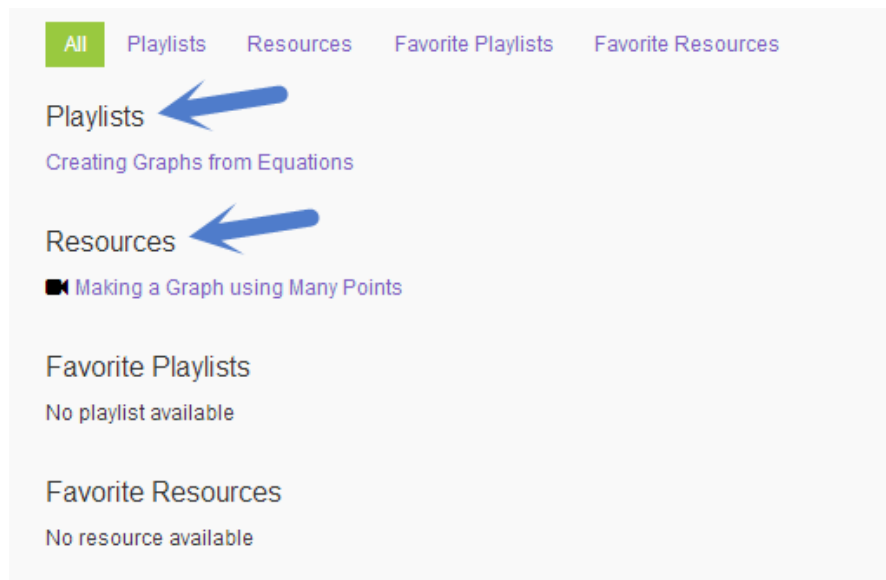 All Playlists Resources Favorite Playlists Favorite Resources
Playlists
Creating Graphs from Equations
Resources
Making a Graph using Many Points
Favorite Playlists
No playlist available
Favorite Resources
No resource available